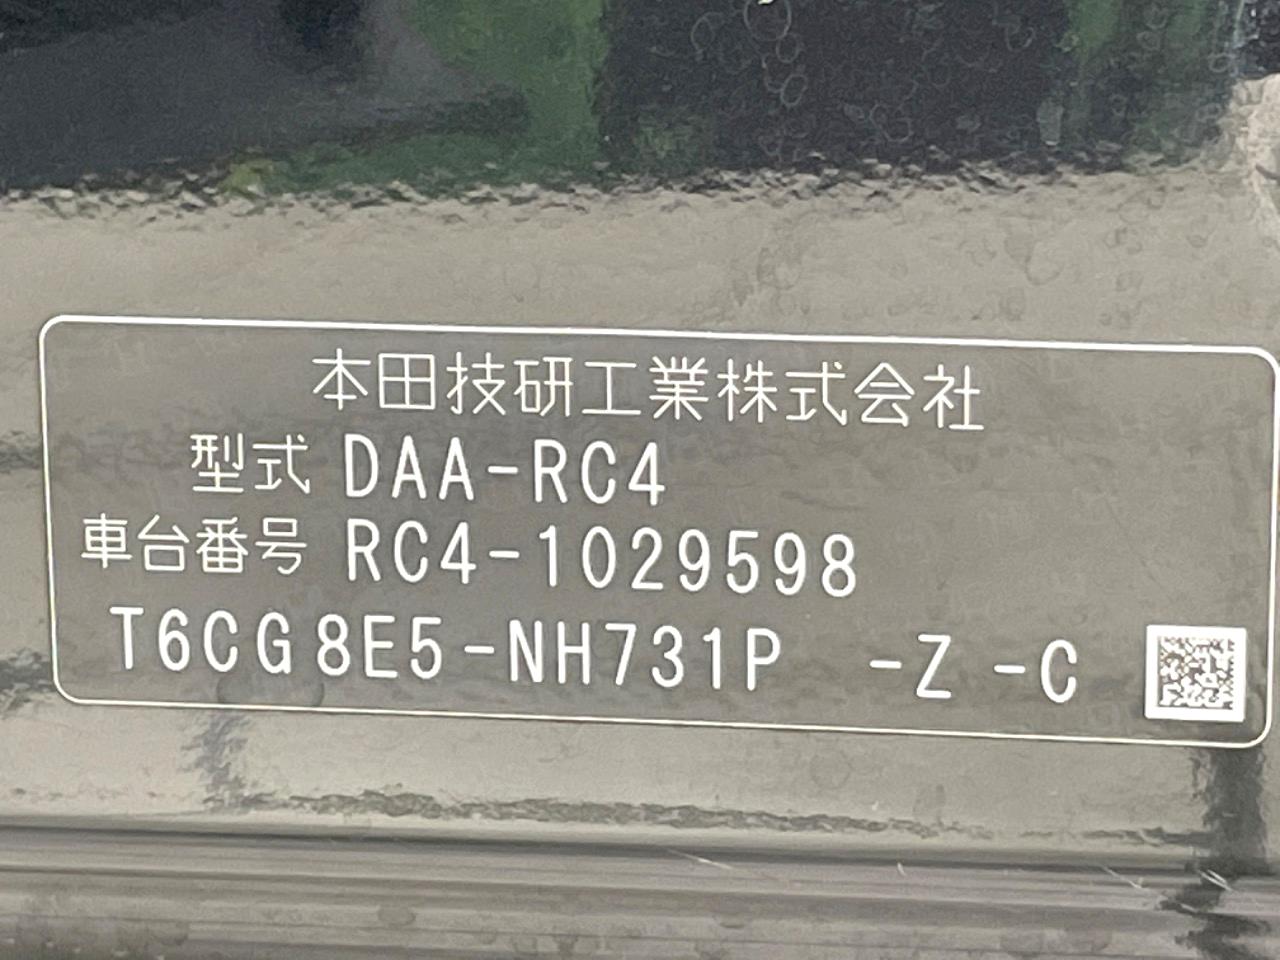 本田技研工業株式会社
型式 DAA-RC4
車台番号 RC4-1029598
T6CG8E5-NH731P -Z -C